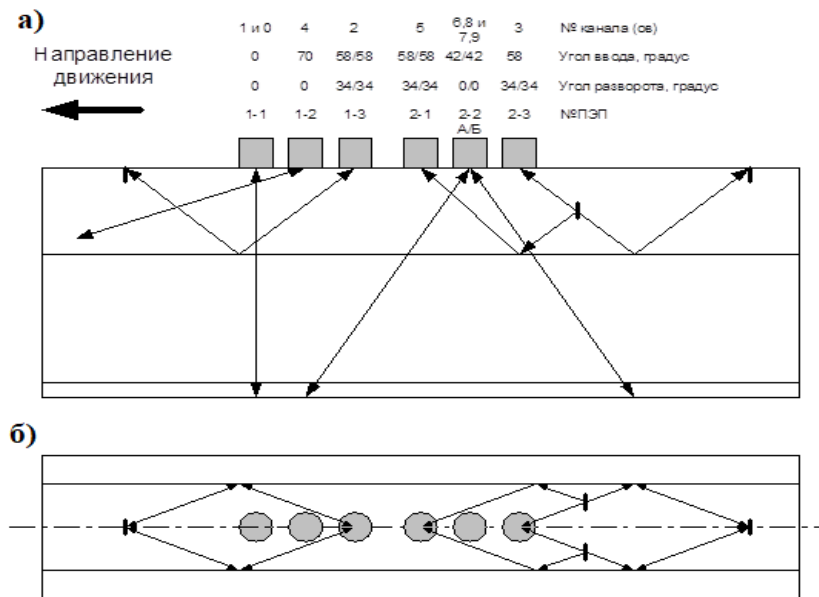 а)
1 и 0 4 2 5 6,8 и 7,9 3 № канала (ов)
Направление движения
0 70 58/58 58/58 42/42 58 Угол ввода, градус
0 0 34/34 34/34 0/0 34/34 Угол разворота, градус
1-1 1-2 1-3 2-1 2-2 А/Б 2-3 №ПЭП
б)